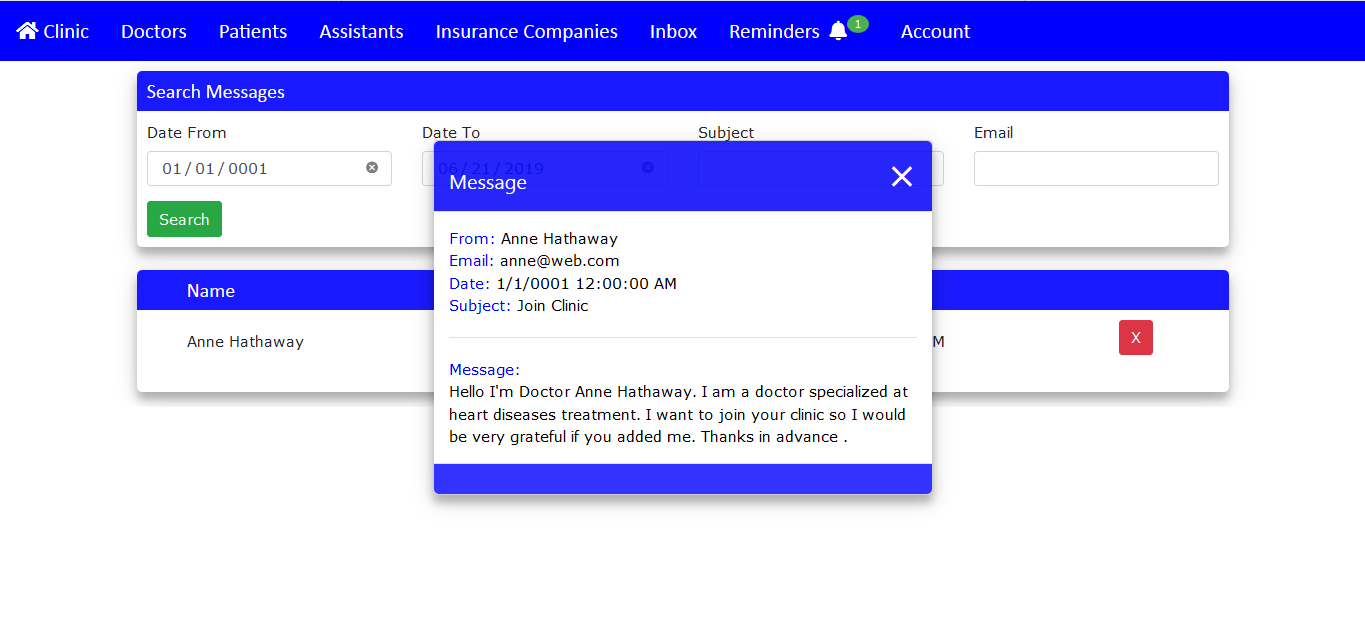 Clinic Doctors Patients Assistants Insurance Companies Inbox Reminders 1 Account
Search Messages
Date From Date To Subject Email
01 / 01 / 0001 06 / 21 / 2019
Search
Message
From: Anne Hathaway
Email: anne@web.com
Date: 1/1/0001 12:00:00 AM
Subject: Join Clinic
Message:
Hello I'm Doctor Anne Hathaway. I am a doctor specialized at
heart diseases treatment. I want to join your clinic so I would
be very grateful if you added me. Thanks in advance .
Name
Anne Hathaway M X